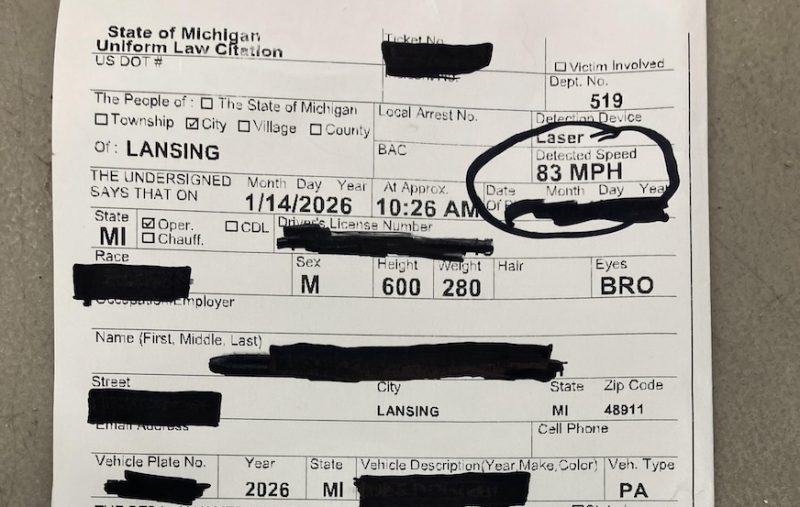 State of Michigan
Uniform Law Citation
US DOT #
Ticket No.
☐ Victim Involved
Dept. No.
519
The People of : ☐ The State of Michigan
☐ Township ☑ City ☐ Village ☐ County
Of : LANSING
Local Arrest No.
BAC
Detection Device
Laser
Detected Speed
83 MPH
THE UNDERSIGNED
SAYS THAT ON
Month Day Year
1/14/2026
At Approx.
10:26 AM
Date Month Day Year
Of
State
MI
☑ Oper. ☐ CDL
☐ Chauff.
Driver's License Number
Race
Sex
M
Height
600
Weight
280
Hair
Eyes
BRO
Occupation/Employer
Name (First, Middle, Last)
Street
City
LANSING
State
MI
Zip Code
48911
Email Address
Cell Phone
Vehicle Plate No.
Year
2026
State
MI
Vehicle Description(Year,Make,Color)
Veh. Type
PA